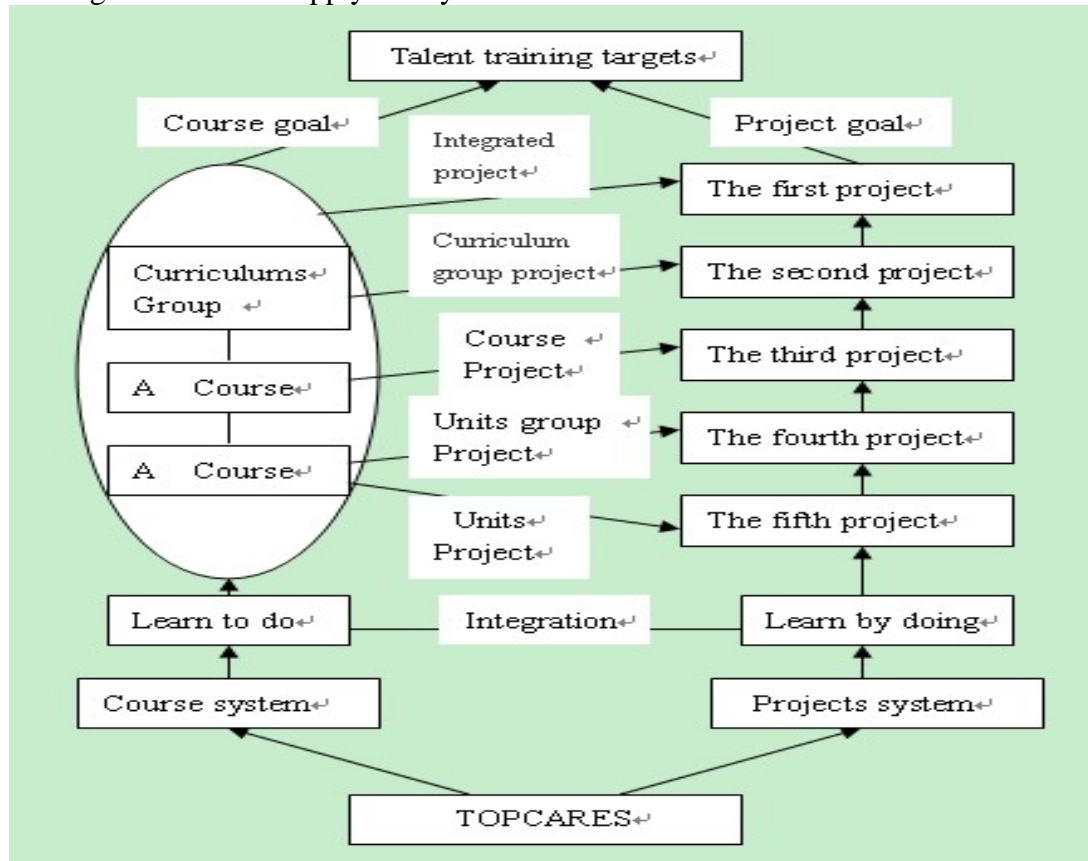 Talent training targets↵
Course goal↵
Project goal↵
Integrated
project↵
The first project↵
Curriculum
group project↵
Curriculums↵
Group ↵
The second project↵
Course ↵
Project↵
The third project↵
A Course↵
Units group ↵
Project↵
The fourth project↵
A Course↵
Units↵
Project↵
The fifth project↵
Learn to do↵
Integration↵
Learn by doing↵
Course system↵
Projects system↵
TOPCARES↵